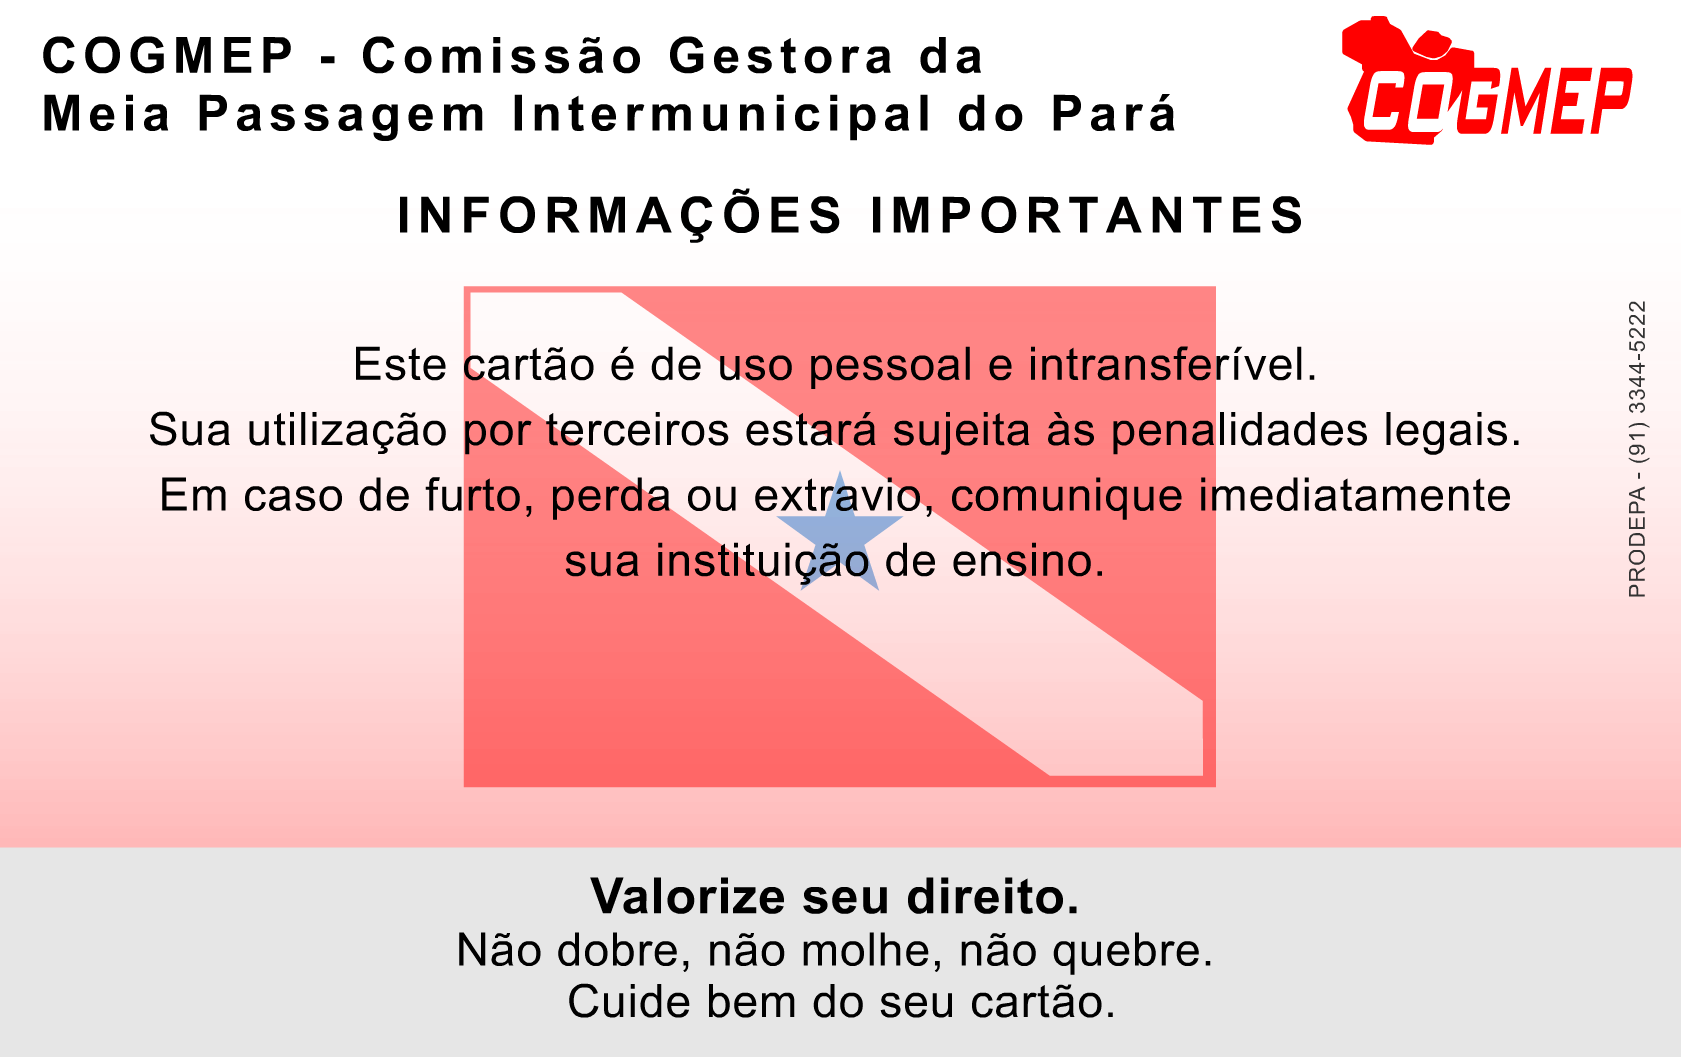 COGMEP - Comissão Gestora da
Meia Passagem Intermunicipal do Pará
COGMEP
INFORMAÇÕES IMPORTANTES
Este cartão é de uso pessoal e intransferível.
Sua utilização por terceiros estará sujeita às penalidades legais.
Em caso de furto, perda ou extravio, comunique imediatamente
sua instituição de ensino.
PRODEPA - (91) 3344-5222
Valorize seu direito.
Não dobre, não molhe, não quebre.
Cuide bem do seu cartão.